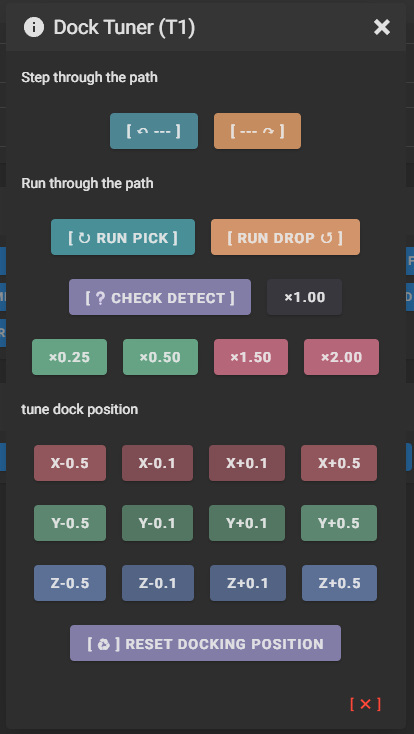 Dock Tuner (T1)
Step through the path
[ ↶ --- ] [ --- ↷ ]
Run through the path
[ ↻ RUN PICK ] [ RUN DROP ↺ ]
[ ? CHECK DETECT ] ×1.00
×0.25 ×0.50 ×1.50 ×2.00
tune dock position
X-0.5 X-0.1 X+0.1 X+0.5
Y-0.5 Y-0.1 Y+0.1 Y+0.5
Z-0.5 Z-0.1 Z+0.1 Z+0.5
[ ♻ ] RESET DOCKING POSITION
[ × ]